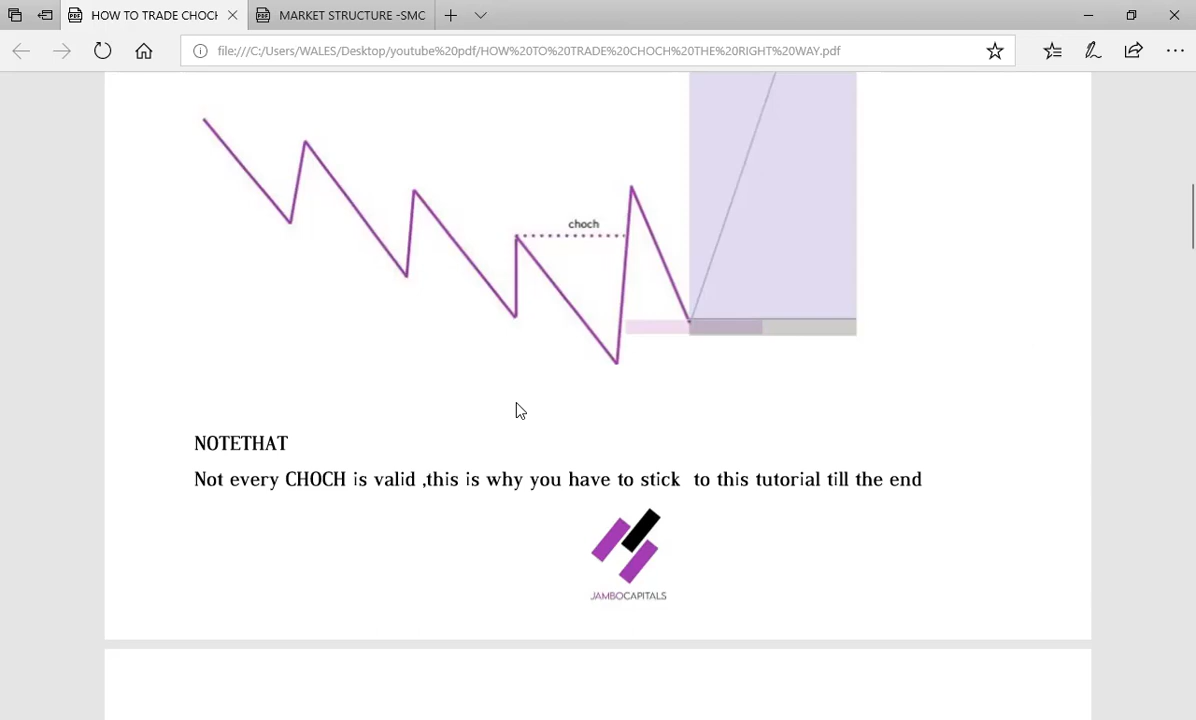 HOW TO TRADE CHOCH
MARKET STRUCTURE -SMC
file:///C:/Users/WALES/Desktop/youtube%20pdf/HOW%20TO%20TRADE%20CHOCH%20THE%20RIGHT%20WAY.pdf
choch
NOTETHAT
Not every CHOCH is valid ,this is why you have to stick to this tutorial till the end
JAMBOCAPITALS